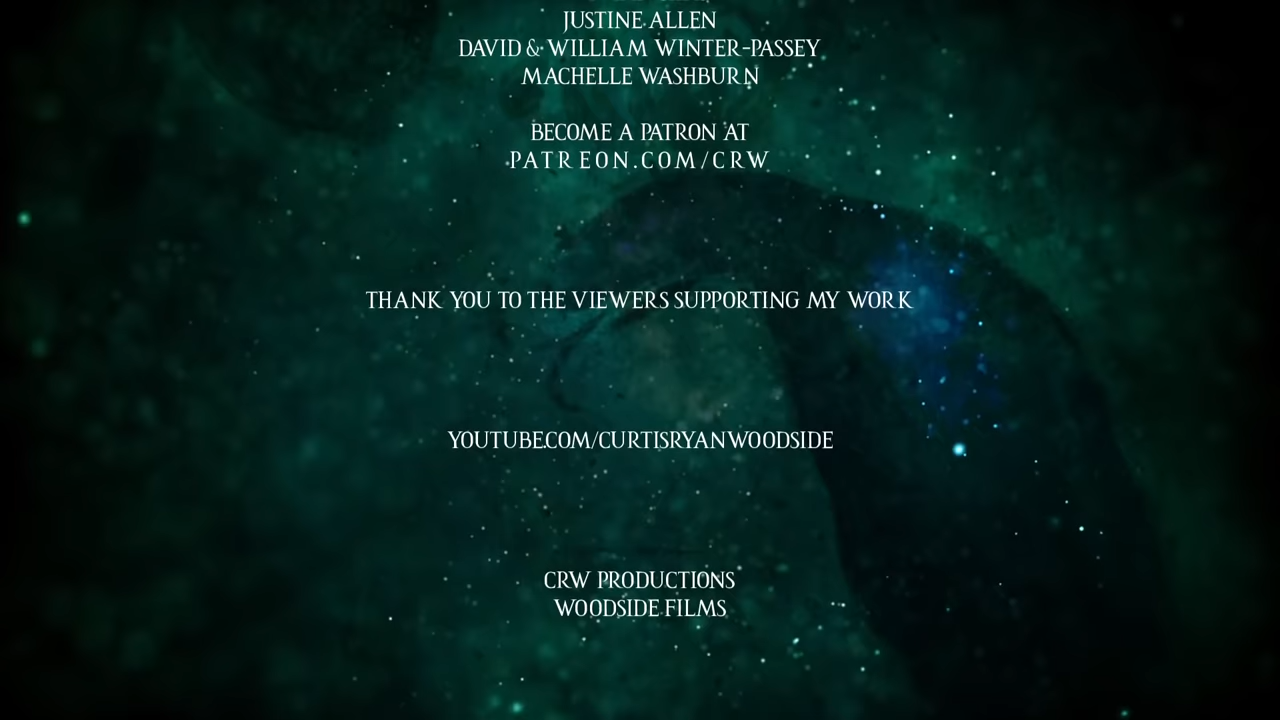 JUSTINE ALLEN
DAVID & WILLIAM WINTER-PASSEY
MACHELLE WASHBURN
BECOME A PATRON AT
PATREON.COM/CRW
THANK YOU TO THE VIEWERS SUPPORTING MY WORK
YOUTUBE.COM/CURTISRYANWOODSIDE
CRW PRODUCTIONS
WOODSIDE FILMS